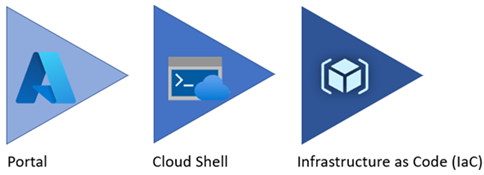 Portal
Cloud Shell
Infrastructure as Code (IaC)